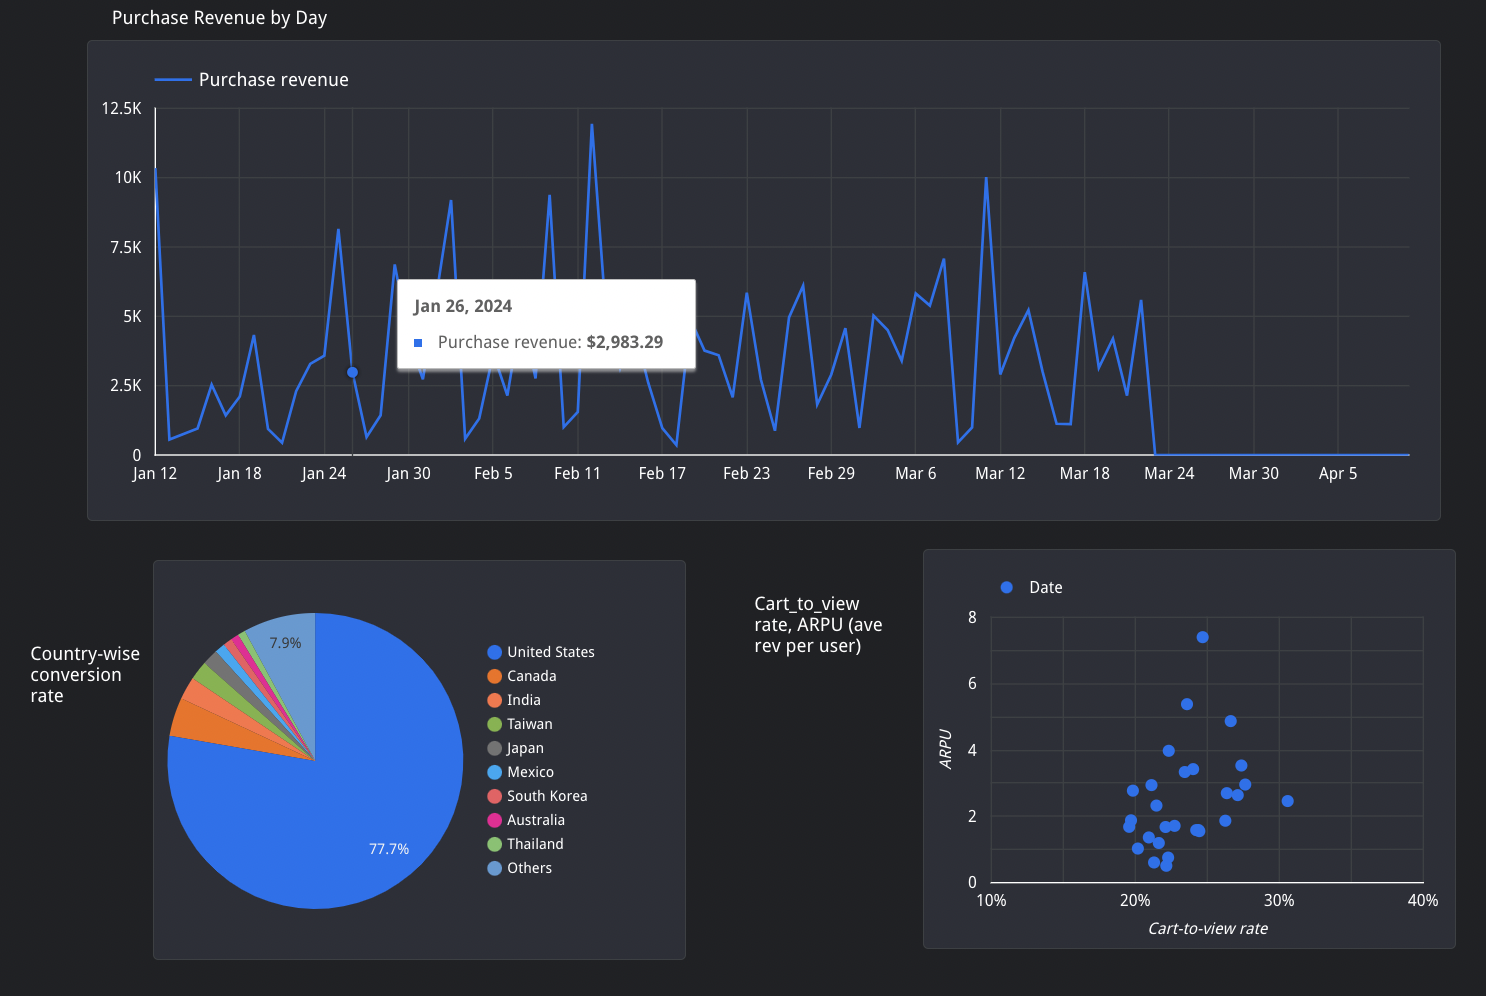 Purchase Revenue by Day
Purchase revenue
12.5K
10K
7.5K
5K
2.5K
0
Jan 26, 2024
Purchase revenue: $2,983.29
Jan 12 Jan 18 Jan 24 Jan 30 Feb 5 Feb 11 Feb 17 Feb 23 Feb 29 Mar 6 Mar 12 Mar 18 Mar 24 Mar 30 Apr 5
Country-wise
conversion
rate
7.9%
77.7%
United States
Canada
India
Taiwan
Japan
Mexico
South Korea
Australia
Thailand
Others
Cart_to_view
rate, ARPU (ave
rev per user)
Date
ARPU
8
6
4
2
0
10% 20% 30% 40%
Cart-to-view rate